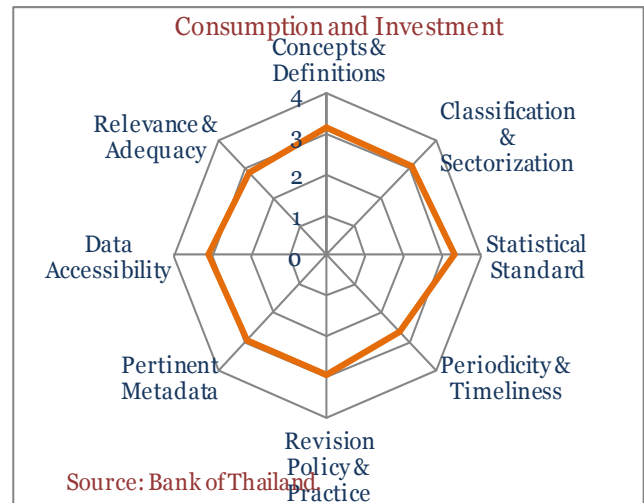 Consumption and Investment
Concepts &
Definitions
4
3
2
1
0
Classification
&
Sectorization
Statistical
Standard
Periodicity &
Timeliness
Revision
Policy &
Practice
Pertinent
Metadata
Data
Accessibility
Relevance &
Adequacy
Source: Bank of Thailand.